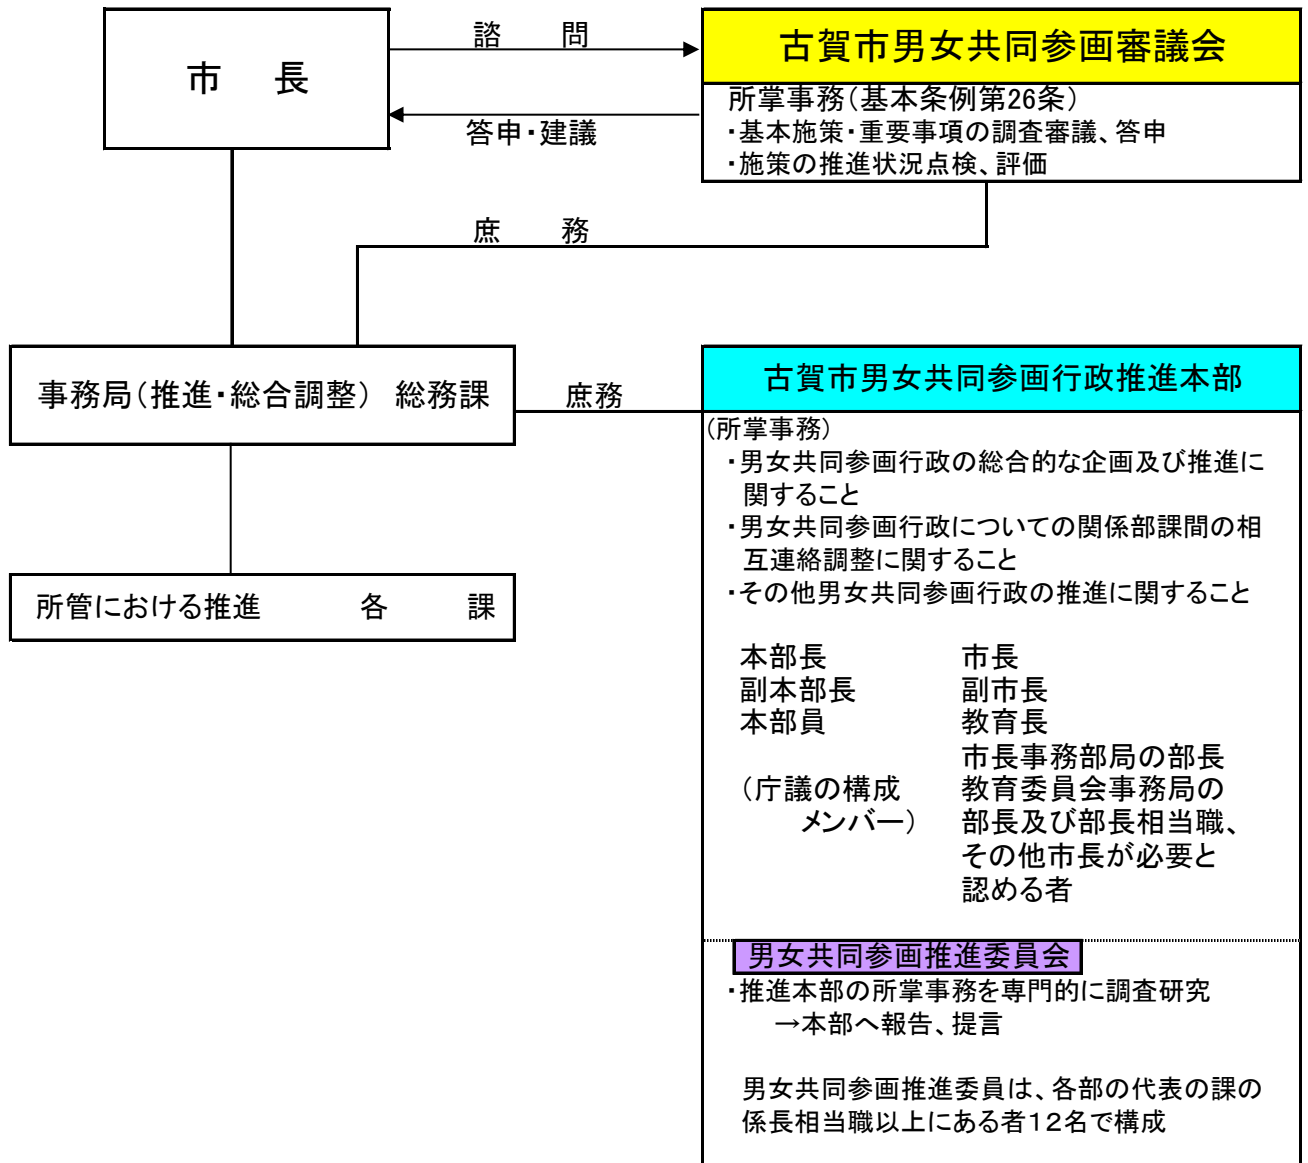 市　長
諮　問
答申・建議
古賀市男女共同参画審議会
所掌事務（基本条例第26条）
・基本施策・重要事項の調査審議、答申
・施策の推進状況点検、評価
庶　務
事務局（推進・総合調整）　総務課
庶務
所管における推進　各　課
古賀市男女共同参画行政推進本部
（所掌事務）
・男女共同参画行政の総合的な企画及び推進に
関すること
・男女共同参画行政についての関係部課間の相
互連絡調整に関すること
・その他男女共同参画行政の推進に関すること
本部長　市長
副本部長　副市長
本部員　教育長
市長事務部局の部長
（庁議の構成　教育委員会事務局の
メンバー）　部長及び部長相当職、
その他市長が必要と
認める者
男女共同参画推進委員会
・推進本部の所掌事務を専門的に調査研究
→本部へ報告、提言
男女共同参画推進委員は、各部の代表の課の
係長相当職以上にある者１２名で構成